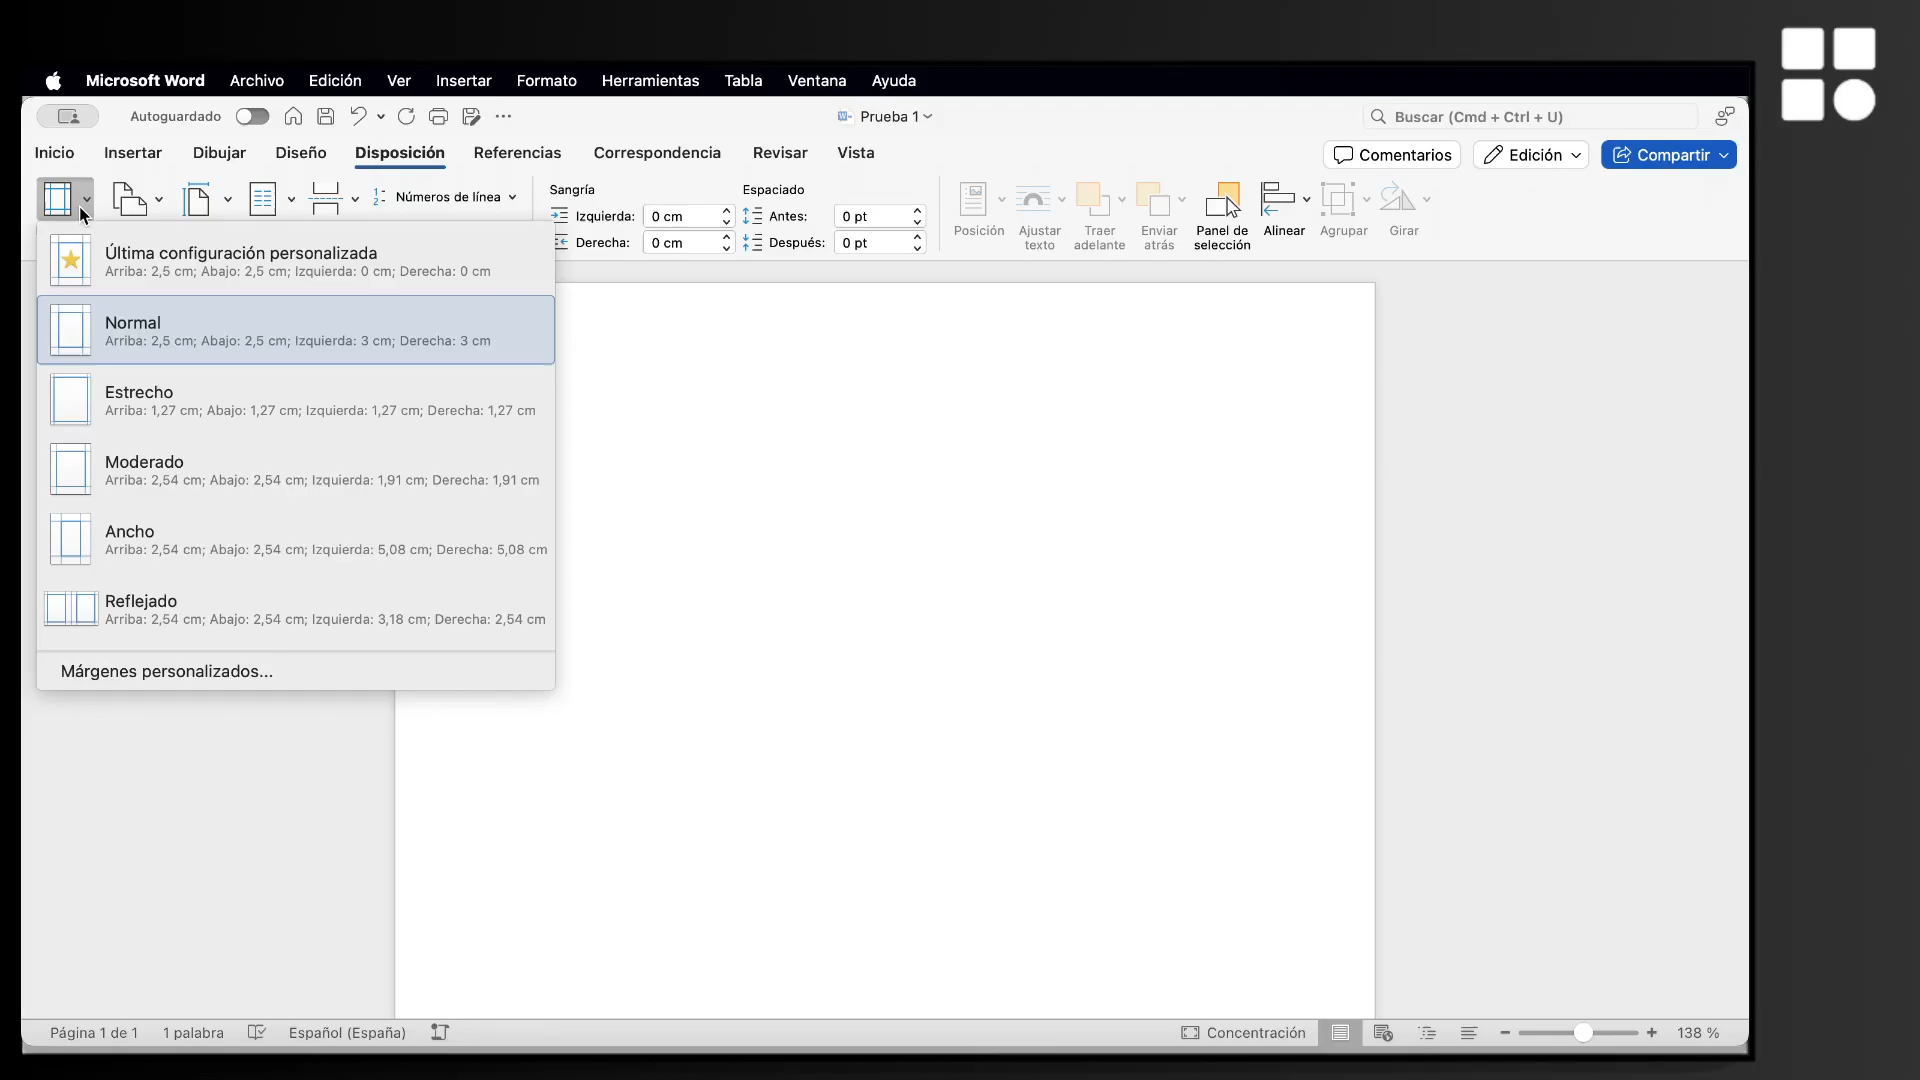 Microsoft Word Archivo Edición Ver Insertar Formato Herramientas Tabla Ventana Ayuda
Autoguardado Prueba 1 Buscar (Cmd + Ctrl + U)
Inicio Insertar Dibujar Diseño Disposición Referencias Correspondencia Revisar Vista Comentarios Edición Compartir
Números de línea
Sangría
Izquierda: 0 cm
Derecha: 0 cm
Espaciado
Antes: 0 pt
Después: 0 pt
Posición
Ajustar texto
Traer adelante
Enviar atrás
Panel de selección
Alinear
Agrupar
Girar
Última configuración personalizada
Arriba: 2,5 cm; Abajo: 2,5 cm; Izquierda: 0 cm; Derecha: 0 cm
Normal
Arriba: 2,5 cm; Abajo: 2,5 cm; Izquierda: 3 cm; Derecha: 3 cm
Estrecho
Arriba: 1,27 cm; Abajo: 1,27 cm; Izquierda: 1,27 cm; Derecha: 1,27 cm
Moderado
Arriba: 2,54 cm; Abajo: 2,54 cm; Izquierda: 1,91 cm; Derecha: 1,91 cm
Ancho
Arriba: 2,54 cm; Abajo: 2,54 cm; Izquierda: 5,08 cm; Derecha: 5,08 cm
Reflejado
Arriba: 2,54 cm; Abajo: 2,54 cm; Izquierda: 3,18 cm; Derecha: 2,54 cm
Márgenes personalizados...
Página 1 de 1 1 palabra Español (España) Concentración 138 %